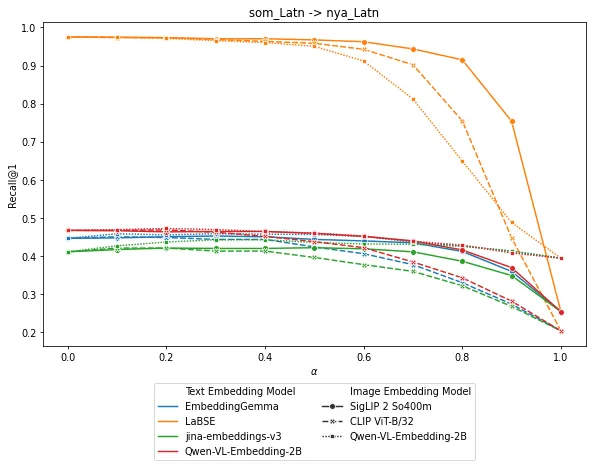 som_Latn -> nya_Latn
Recall@1
1.0
0.9
0.8
0.7
0.6
0.5
0.4
0.3
0.2
0.0 0.2 0.4 0.6 0.8 1.0
α
Text Embedding Model Image Embedding Model
EmbeddingGemma SigLIP 2 So400m
LaBSE CLIP ViT-B/32
jina-embeddings-v3 Qwen-VL-Embedding-2B
Qwen-VL-Embedding-2B